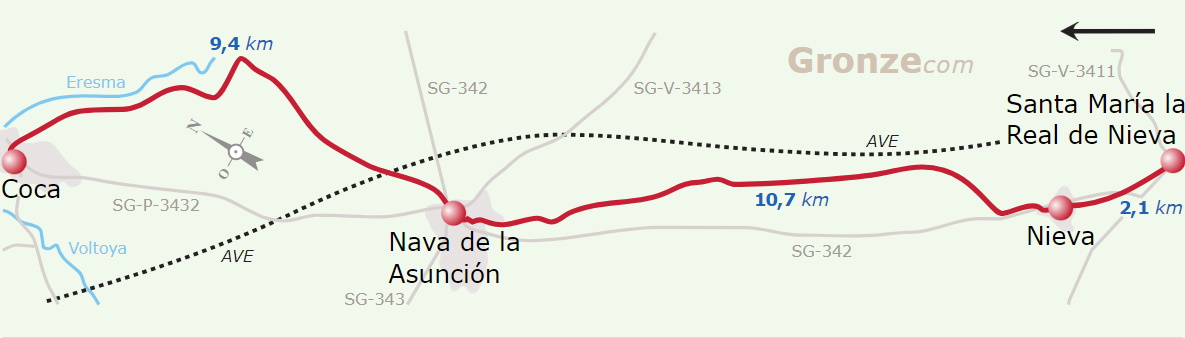 9,4 km
Eresma
Gronze.com
SG-V-3411
SG-342
SG-V-3413
Santa María la
Real de Nieva
N
E
O
AVE
Coca
SG-P-3432
10,7 km
2,1 km
Nieva
Nava de la
Asunción
Voltoya
AVE
SG-342
SG-343